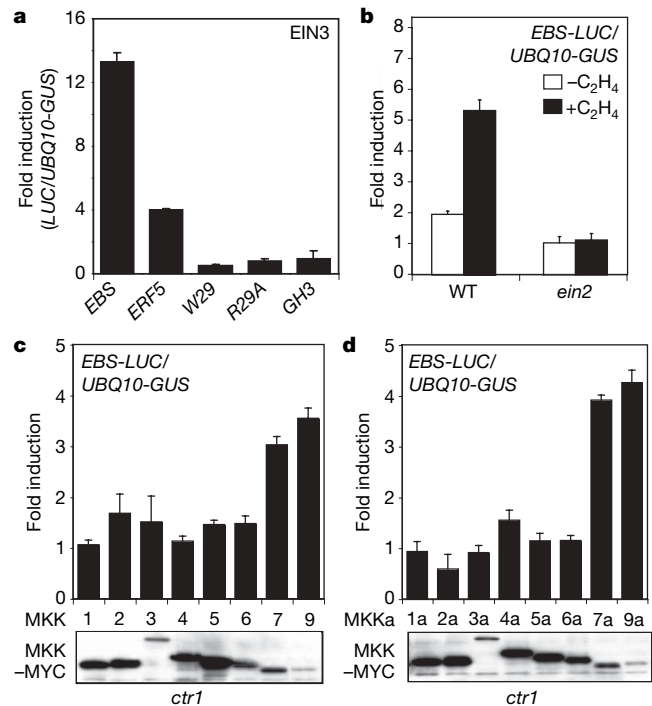 a
EIN3
Fold induction
(LUC/UBQ10-GUS)
16
12
8
4
0
EBS
ERF5
W29
R29A
GH3
b
EBS-LUC/
UBQ10-GUS
–C₂H₄
+C₂H₄
Fold induction
8
7
6
5
4
3
2
1
0
WT
ein2
c
EBS-LUC/
UBQ10-GUS
Fold induction
5
4
3
2
1
0
MKK 1 2 3 4 5 6 7 9
MKK
–MYC
ctr1
d
EBS-LUC/
UBQ10-GUS
Fold induction
5
4
3
2
1
0
MKKa 1a 2a 3a 4a 5a 6a 7a 9a
MKK
–MYC
ctr1